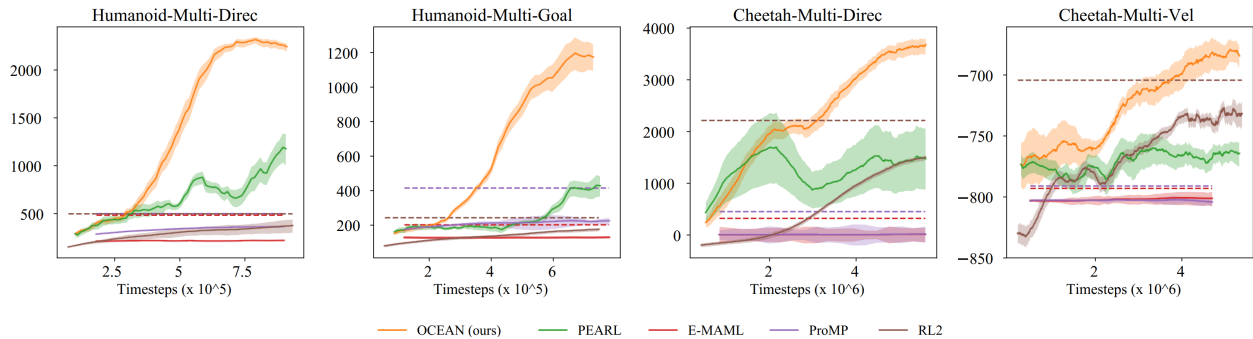 Humanoid-Multi-Direc
2000
1500
1000
500
2.5 5 7.5
Timesteps (x 10^5)
Humanoid-Multi-Goal
1200
1000
800
600
400
200
2 4 6
Timesteps (x 10^5)
Cheetah-Multi-Direc
4000
3000
2000
1000
0
2 4
Timesteps (x 10^6)
Cheetah-Multi-Vel
−700
−750
−800
−850
2 4
Timesteps (x 10^6)
OCEAN (ours) PEARL E-MAML ProMP RL2